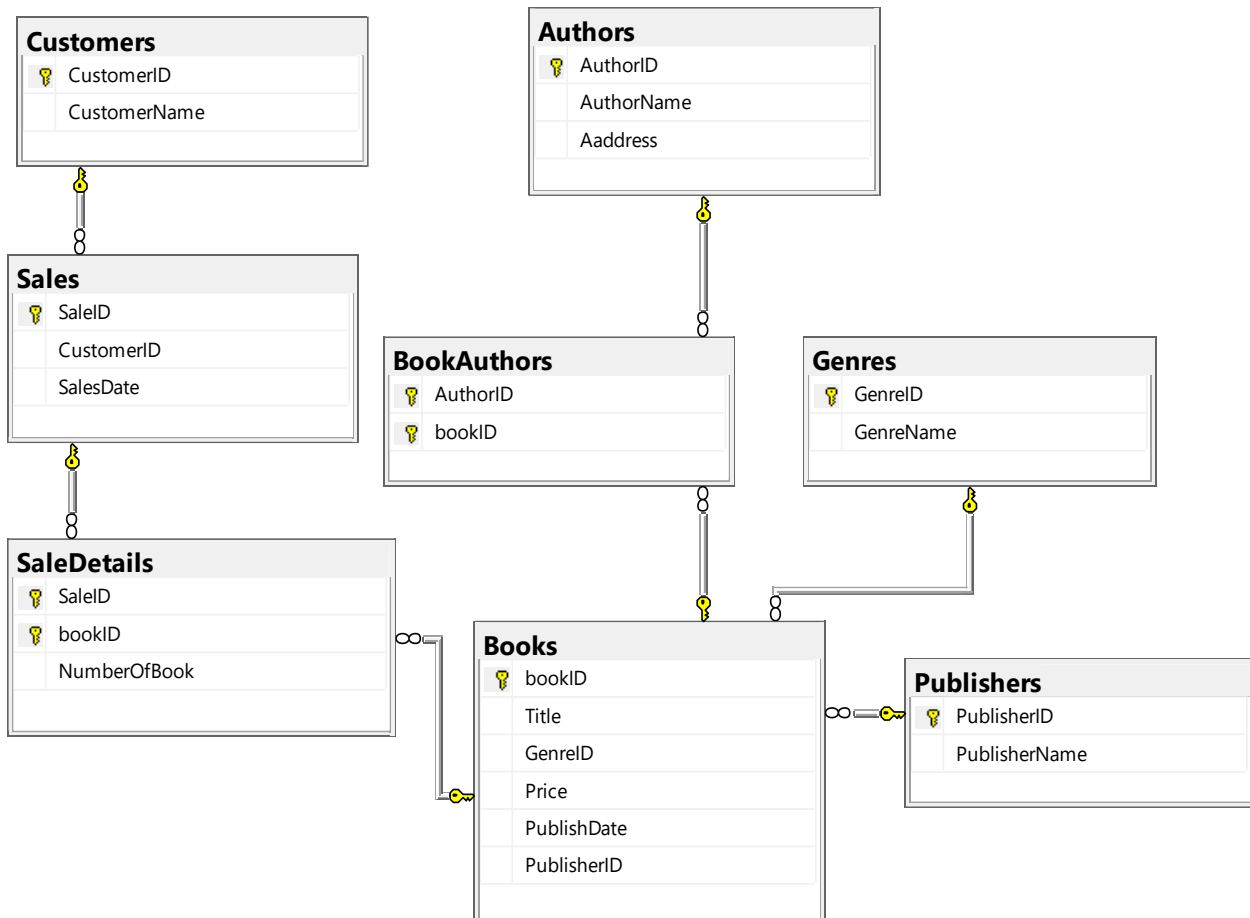 Customers
CustomerID
CustomerName
Authors
AuthorID
AuthorName
Aaddress
Sales
SaleID
CustomerID
SalesDate
BookAuthors
AuthorID
bookID
Genres
GenreID
GenreName
SaleDetails
SaleID
bookID
NumberOfBook
Books
bookID
Title
GenreID
Price
PublishDate
PublisherID
Publishers
PublisherID
PublisherName